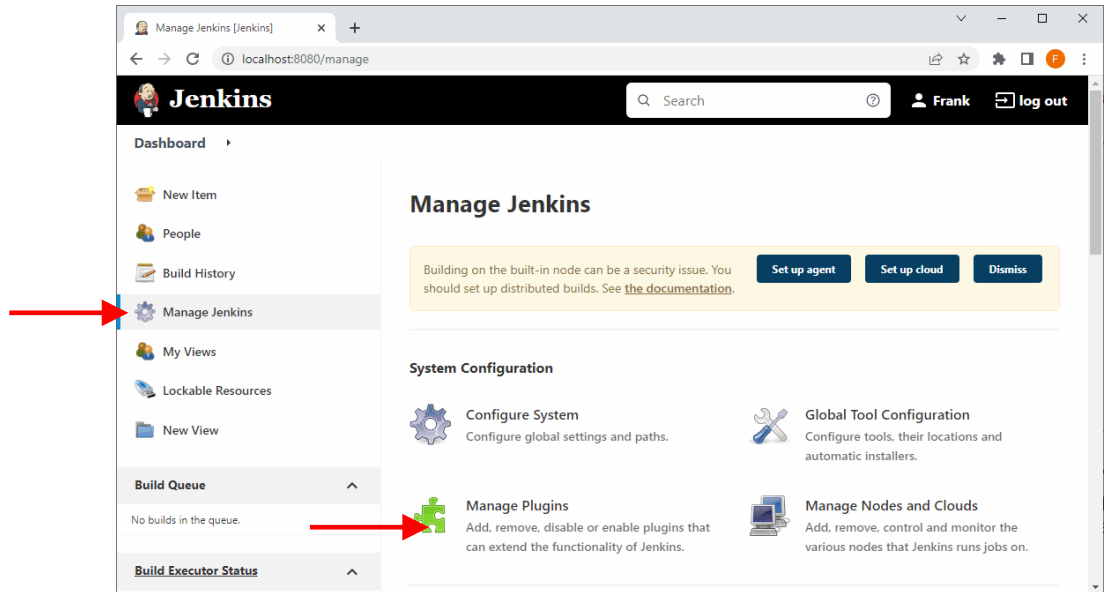 Manage Jenkins [Jenkins]
localhost:8080/manage
F
Jenkins
Search
Frank
log out
Dashboard
New Item
People
Build History
Manage Jenkins
My Views
Lockable Resources
New View
Build Queue
No builds in the queue.
Build Executor Status
Manage Jenkins
Building on the built-in node can be a security issue. You
should set up distributed builds. See the documentation.
Set up agent
Set up cloud
Dismiss
System Configuration
Configure System
Configure global settings and paths.
Global Tool Configuration
Configure tools, their locations and
automatic installers.
Manage Plugins
Add, remove, disable or enable plugins that
can extend the functionality of Jenkins.
Manage Nodes and Clouds
Add, remove, control and monitor the
various nodes that Jenkins runs jobs on.